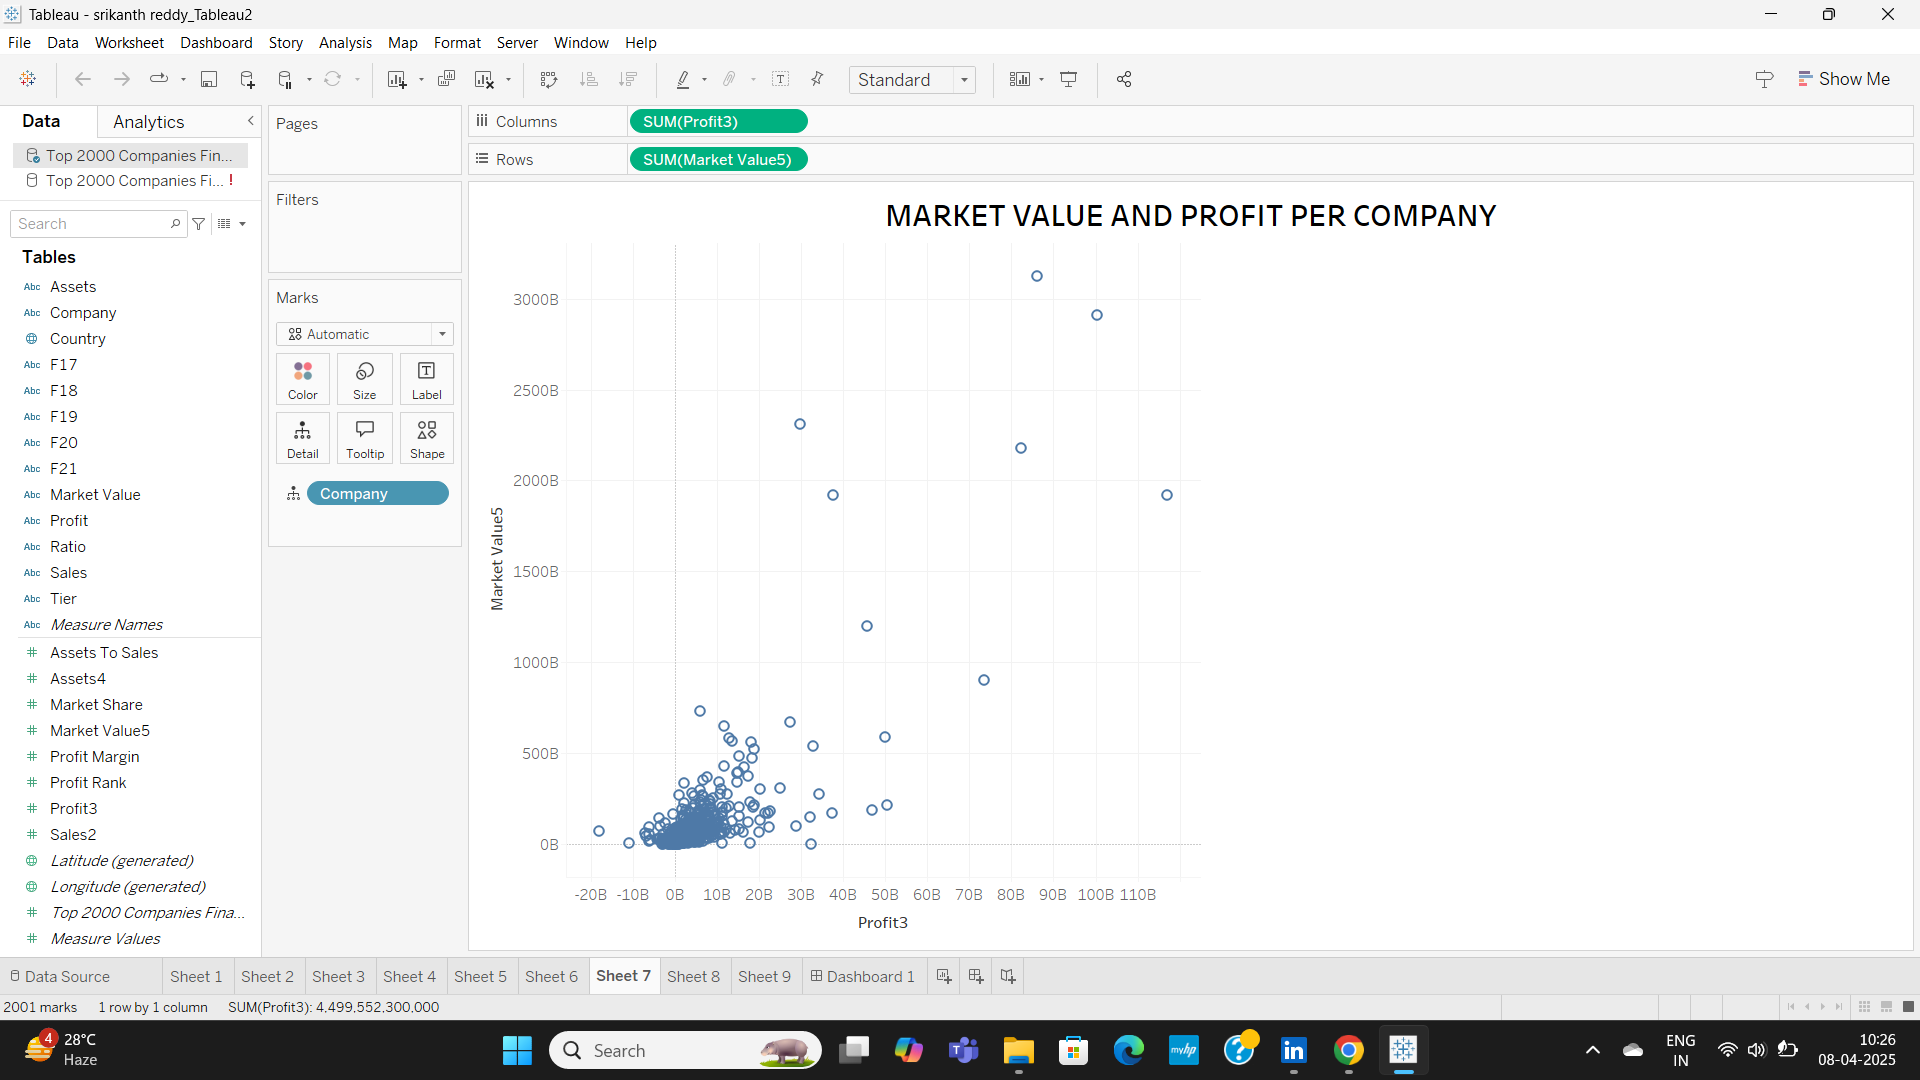 Tableau - srikanth reddy_Tableau2
File Data Worksheet Dashboard Story Analysis Map Format Server Window Help
Standard
Show Me
Data Analytics
Top 2000 Companies Fin...
Top 2000 Companies Fi... !
Search
Tables
Abc Assets
Abc Company
Country
Abc F17
Abc F18
Abc F19
Abc F20
Abc F21
Abc Market Value
Abc Profit
Abc Ratio
Abc Sales
Abc Tier
Abc Measure Names
# Assets To Sales
# Assets4
# Market Share
# Market Value5
# Profit Margin
# Profit Rank
# Profit3
# Sales2
Latitude (generated)
Longitude (generated)
# Top 2000 Companies Fina...
# Measure Values
Pages
Filters
Marks
Automatic
Color Size Label
Detail Tooltip Shape
Company
Columns SUM(Profit3)
Rows SUM(Market Value5)
MARKET VALUE AND PROFIT PER COMPANY
3000B
2500B
2000B
1500B
1000B
500B
0B
Market Value5
-20B -10B 0B 10B 20B 30B 40B 50B 60B 70B 80B 90B 100B 110B
Profit3
Data Source Sheet 1 Sheet 2 Sheet 3 Sheet 4 Sheet 5 Sheet 6 Sheet 7 Sheet 8 Sheet 9 Dashboard 1
2001 marks 1 row by 1 column SUM(Profit3): 4,499,552,300,000
4
28°C
Haze
Search
myhp
ENG
IN
10:26
08-04-2025